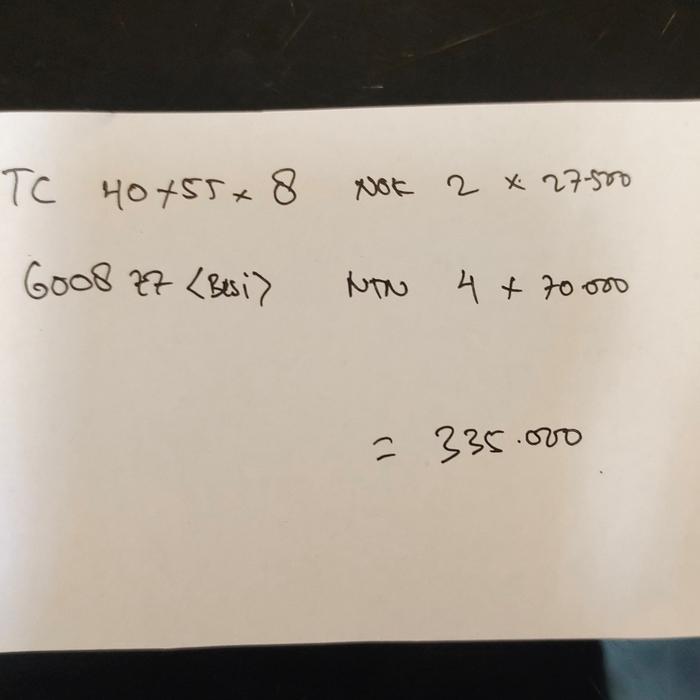 TC 40x55x8 NOK 2 x 27.500
6008 ZZ <Besi> NTN 4 x 70.000
= 335.000